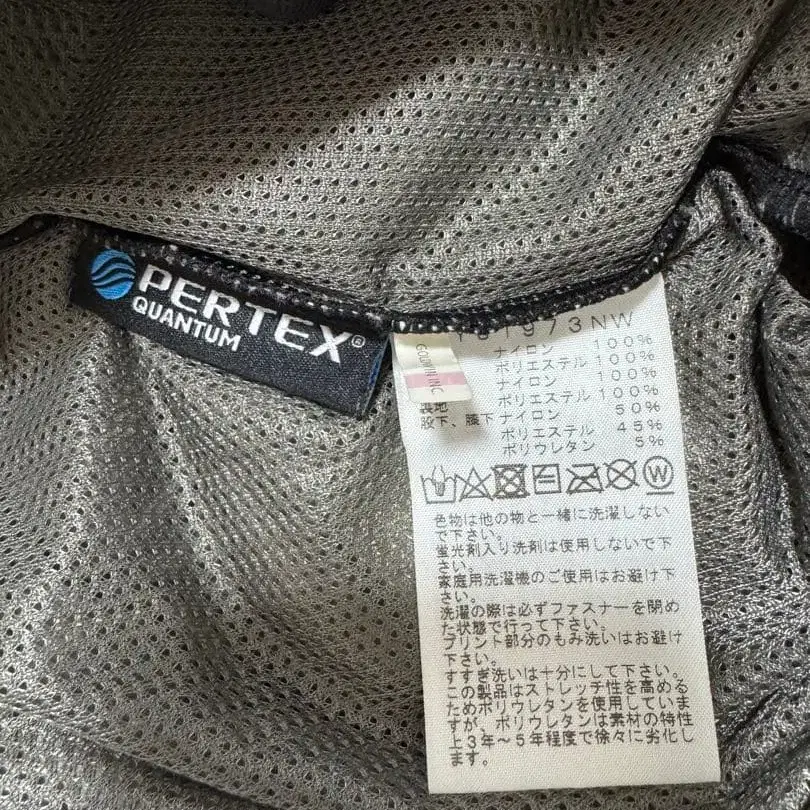 PERTEX®
QUANTUM
GOLDWIN INC.
973NW
ナイロン 100%
ポリエステル 100%
ナイロン 100%
ポリエステル 100%
裏地
股下、膝下 ナイロン 50%
ポリエステル 45%
ポリウレタン 5%
W
色物は他の物と一緒に洗濯しない
で下さい。
蛍光剤入り洗剤は使用しないで下
さい。
家庭用洗濯機のご使用はお避け下
さい。
洗濯の際は必ずファスナーを閉め
た状態で行って下さい。
プリント部分のもみ洗いはお避け
下さい。
すすぎ洗いは十分にして下さい。
この製品はストレッチ性を高める
ためポリウレタンを使用していま
すが、ポリウレタンは素材の特性
上3年~5年程度で徐々に劣化し
ます。